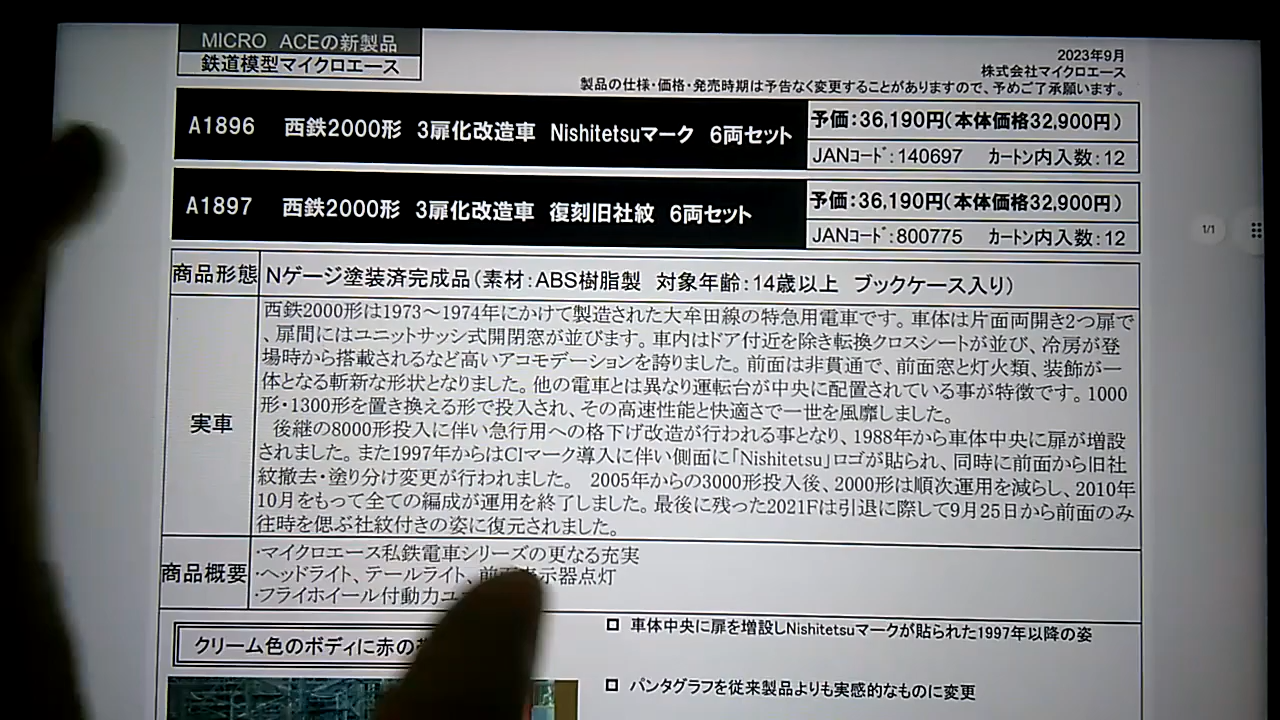 MICRO ACEの新製品
鉄道模型マイクロエース
2023年9月
株式会社マイクロエース
製品の仕様・価格・発売時期は予告なく変更することがありますので、予めご了承願います。
A1896 西鉄2000形 3扉化改造車 Nishitetsuマーク 6両セット
予価:36,190円(本体価格32,900円)
JANコード:140697 カートン内入数:12
A1897 西鉄2000形 3扉化改造車 復刻旧社紋 6両セット
予価:36,190円(本体価格32,900円)
JANコード:800775 カートン内入数:12
1/1
商品形態 Nゲージ塗装済完成品(素材:ABS樹脂製 対象年齢:14歳以上 ブックケース入り)
実車
西鉄2000形は1973~1974年にかけて製造された大牟田線の特急用電車です。車体は片面両開き2つ扉で
、扉間にはユニットサッシ式開閉窓が並びます。車内はドア付近を除き転換クロスシートが並び、冷房が登
場時から搭載されるなど高いアコモデーションを誇りました。前面は非貫通で、前面窓と灯火類、装飾が一
体となる斬新な形状となりました。他の電車とは異なり運転台が中央に配置されている事が特徴です。1000
形・1300形を置き換える形で投入され、その高速性能と快適さで一世を風靡しました。
後継の8000形投入に伴い急行用への格下げ改造が行われる事となり、1988年から車体中央に扉が増設
されました。また1997年からはCIマーク導入に伴い側面に「Nishitetsu」ロゴが貼られ、同時に前面から旧社
紋撤去・塗り分け変更が行われました。 2005年からの3000形投入後、2000形は順次運用を減らし、2010年
10月をもって全ての編成が運用を終了しました。最後に残った2021Fは引退に際して9月25日から前面のみ
往時を偲ぶ社紋付きの姿に復元されました。
商品概要
・マイクロエース私鉄電車シリーズの更なる充実
・ヘッドライト、テールライト、前 示器点灯
・フライホイール付動力ユ
クリーム色のボディに赤の
□ 車体中央に扉を増設しNishitetsuマークが貼られた1997年以降の姿
□ パンタグラフを従来製品よりも実感的なものに変更